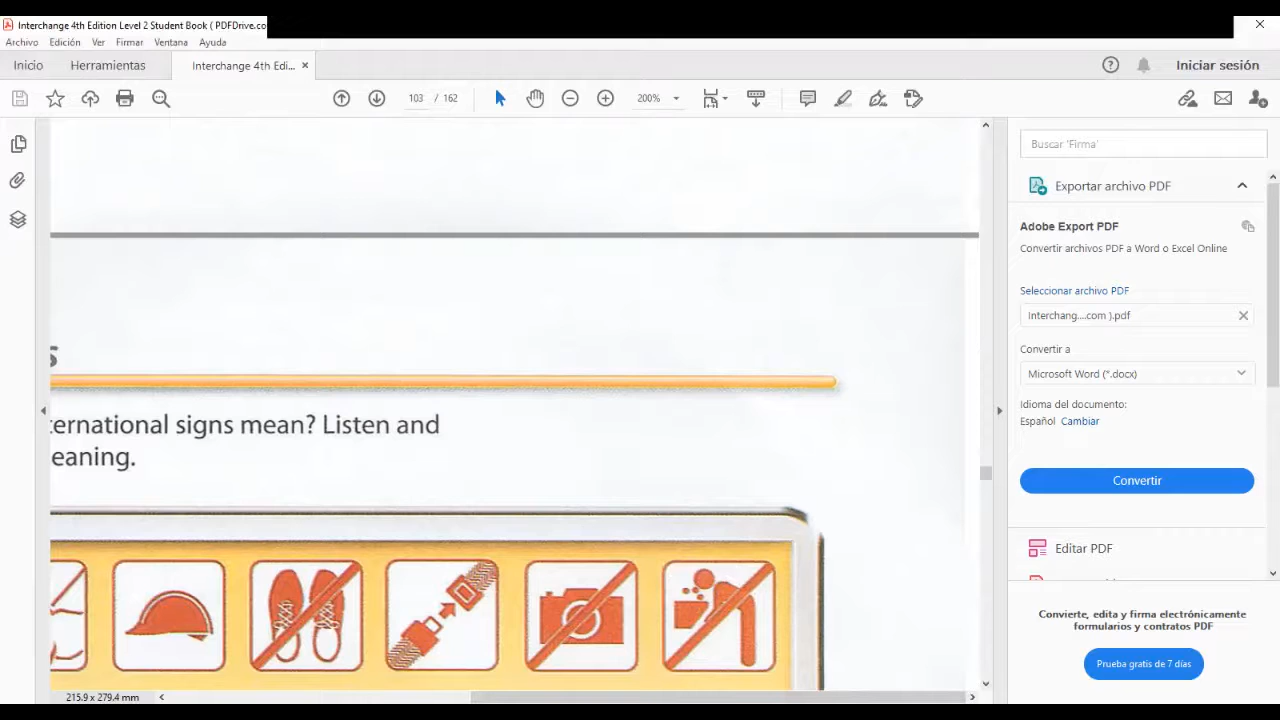 Interchange 4th Edition Level 2 Student Book ( PDFDrive.co
Archivo Edición Ver Firmar Ventana Ayuda
Inicio Herramientas Interchange 4th Edi... Iniciar sesión
103 / 162 200%
Buscar 'Firma'
Exportar archivo PDF
Adobe Export PDF
Convertir archivos PDF a Word o Excel Online
Seleccionar archivo PDF
Interchang....com ).pdf
Convertir a
Microsoft Word (*.docx)
Idioma del documento:
Español Cambiar
Convertir
Editar PDF
Convierte, edita y firma electrónicamente
formularios y contratos PDF
Prueba gratis de 7 días
s
ternational signs mean? Listen and
eaning.
215.9 x 279.4 mm